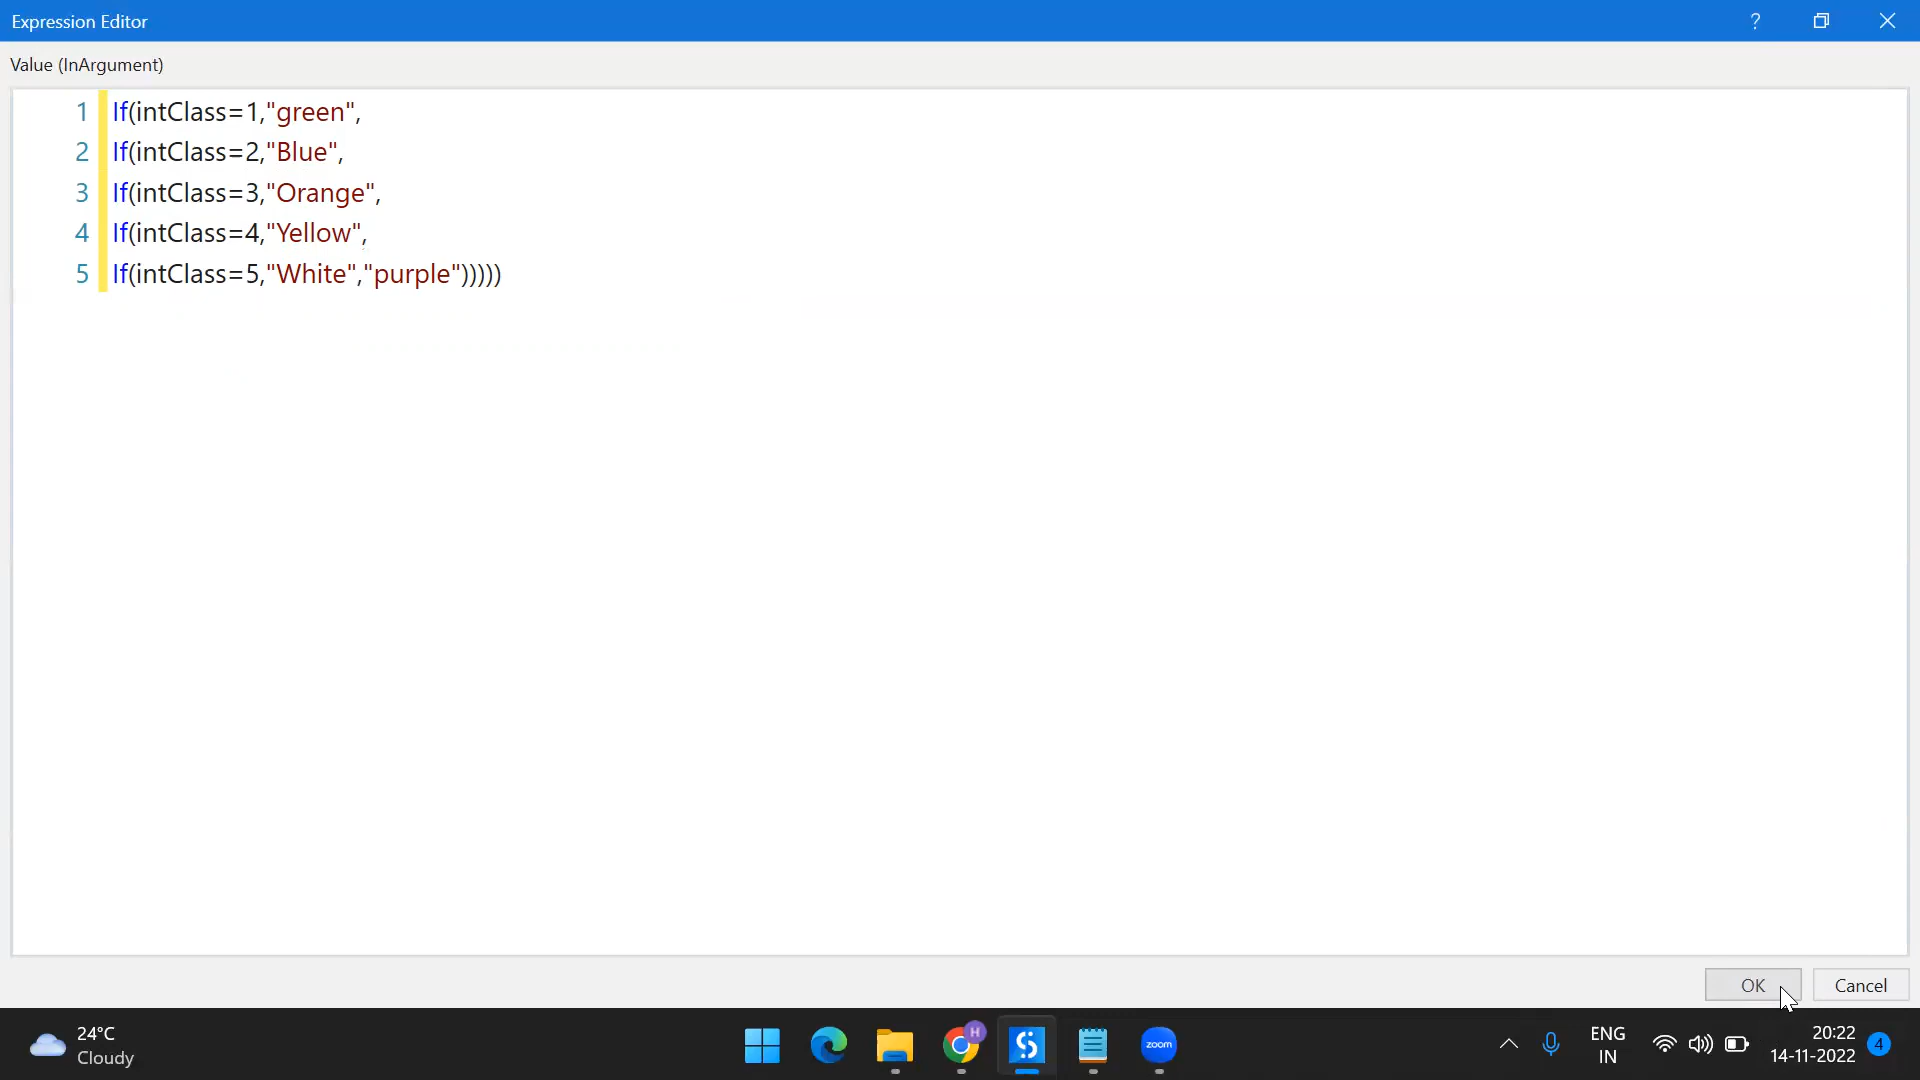 Expression Editor
?
Value (InArgument)
1 If(intClass=1,"green",
2 If(intClass=2,"Blue",
3 If(intClass=3,"Orange",
4 If(intClass=4,"Yellow",
5 If(intClass=5,"White","purple")))))
OK Cancel
24°C
Cloudy
H
zoom
ENG
IN
20:22
14-11-2022
4